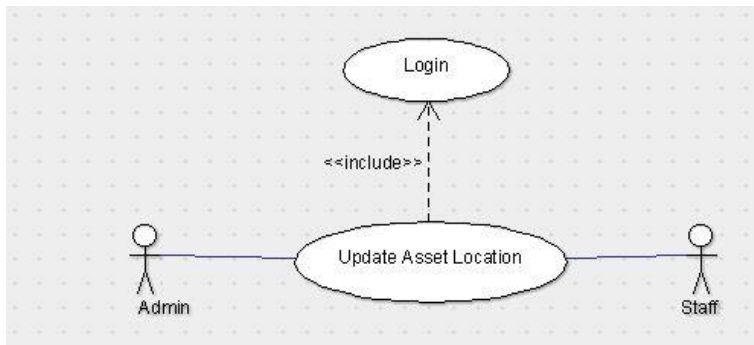 Login
<<include>>
Update Asset Location
Admin
Staff